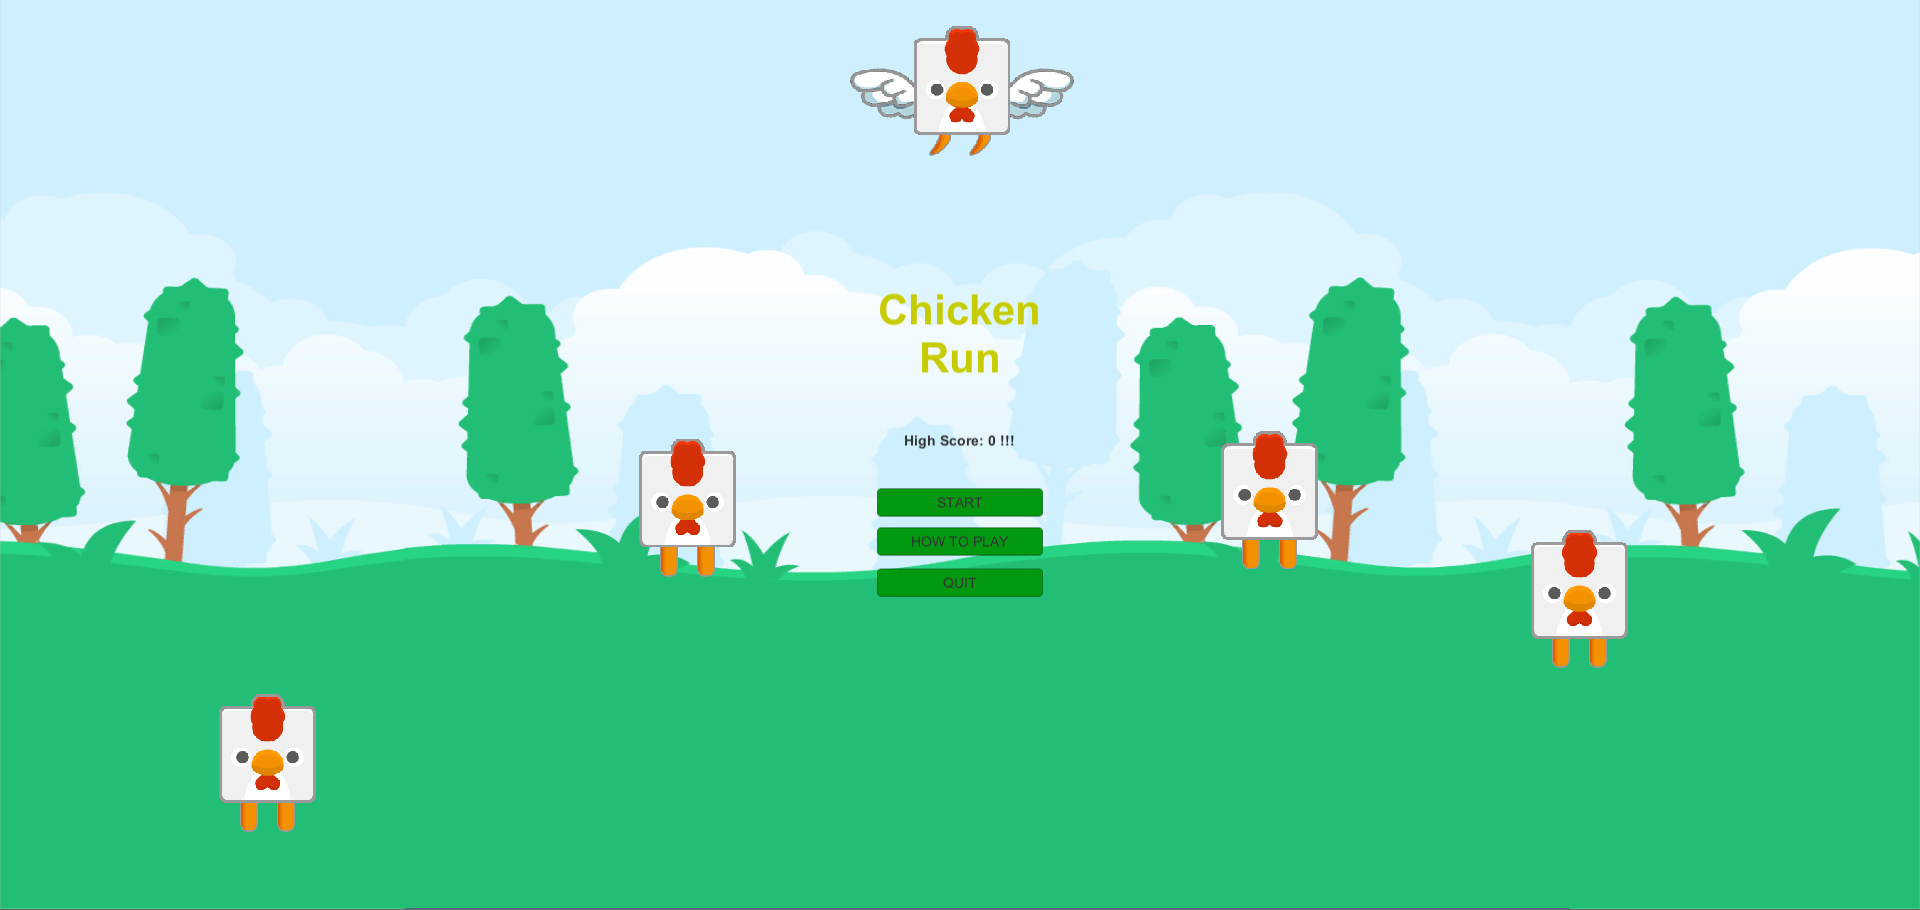 Chicken
Run
High Score: 0 !!!
START
HOW TO PLAY
QUIT